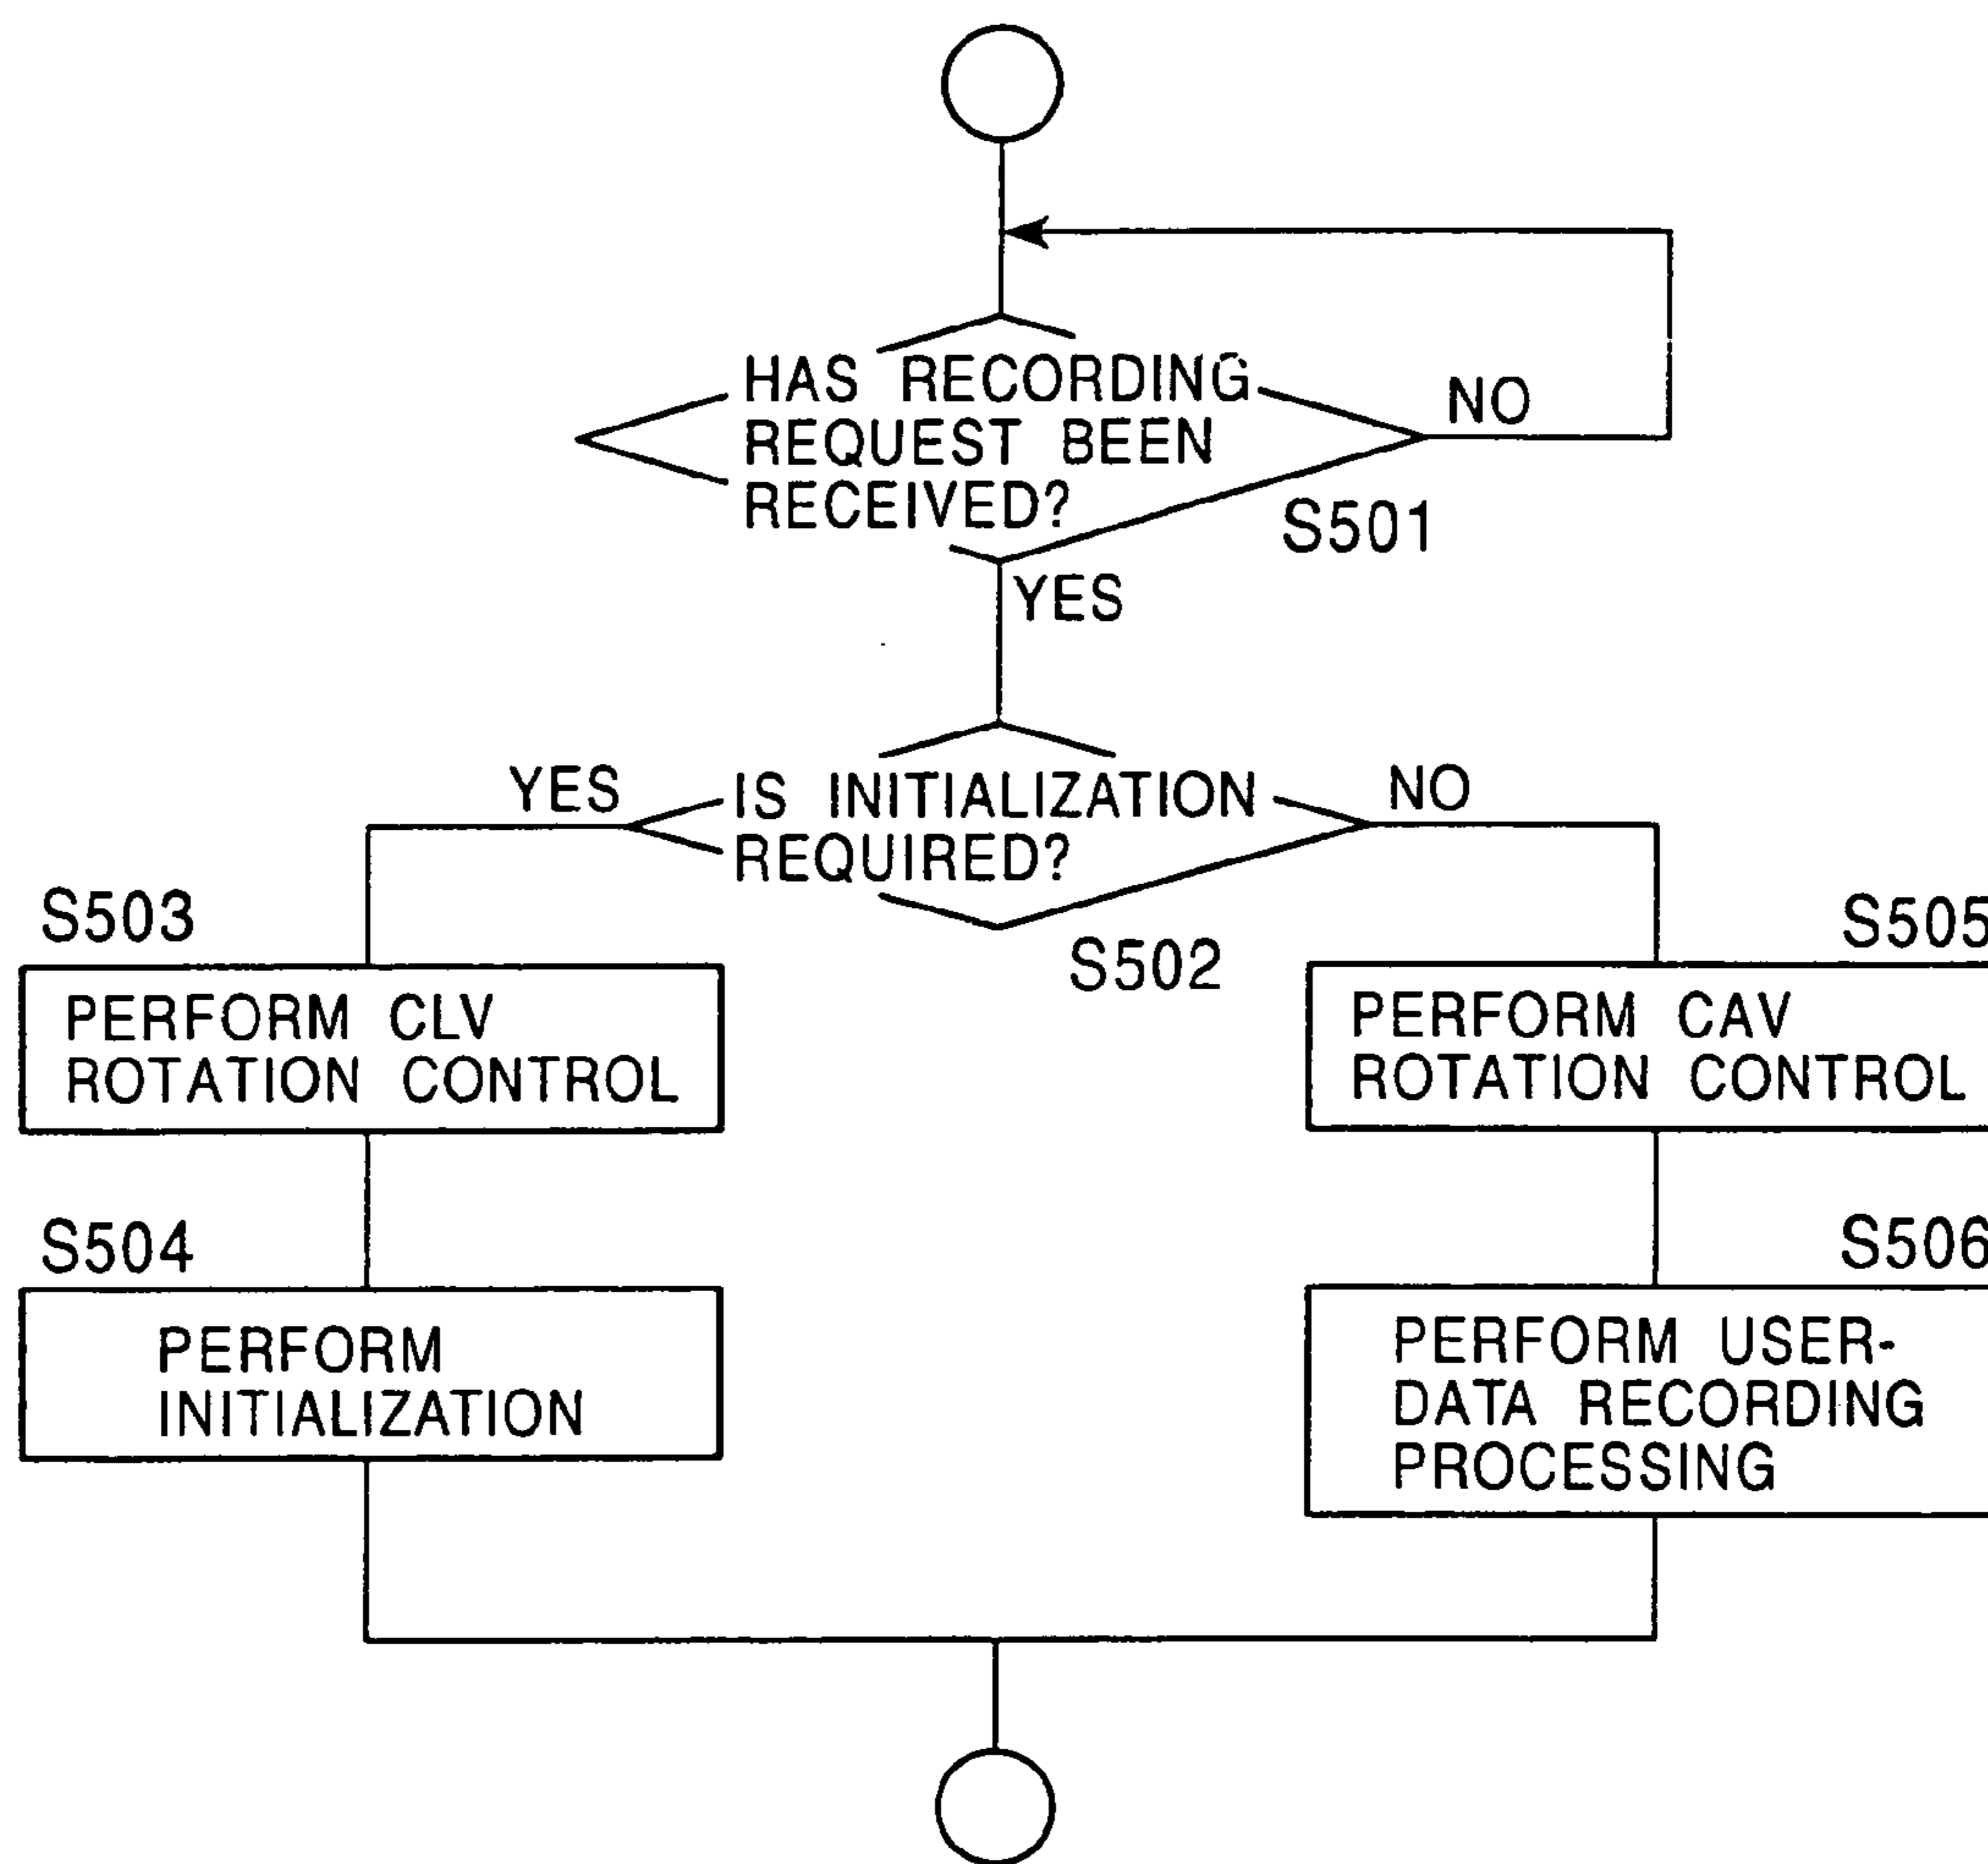 HAS RECORDING
REQUEST BEEN
RECEIVED?
NO
S501
YES
YES
IS INITIALIZATION
REQUIRED?
NO
S502
S503
PERFORM CLV
ROTATION CONTROL
S505
PERFORM CAV
ROTATION CONTROL
S504
PERFORM
INITIALIZATION
S506
PERFORM USER-
DATA RECORDING
PROCESSING